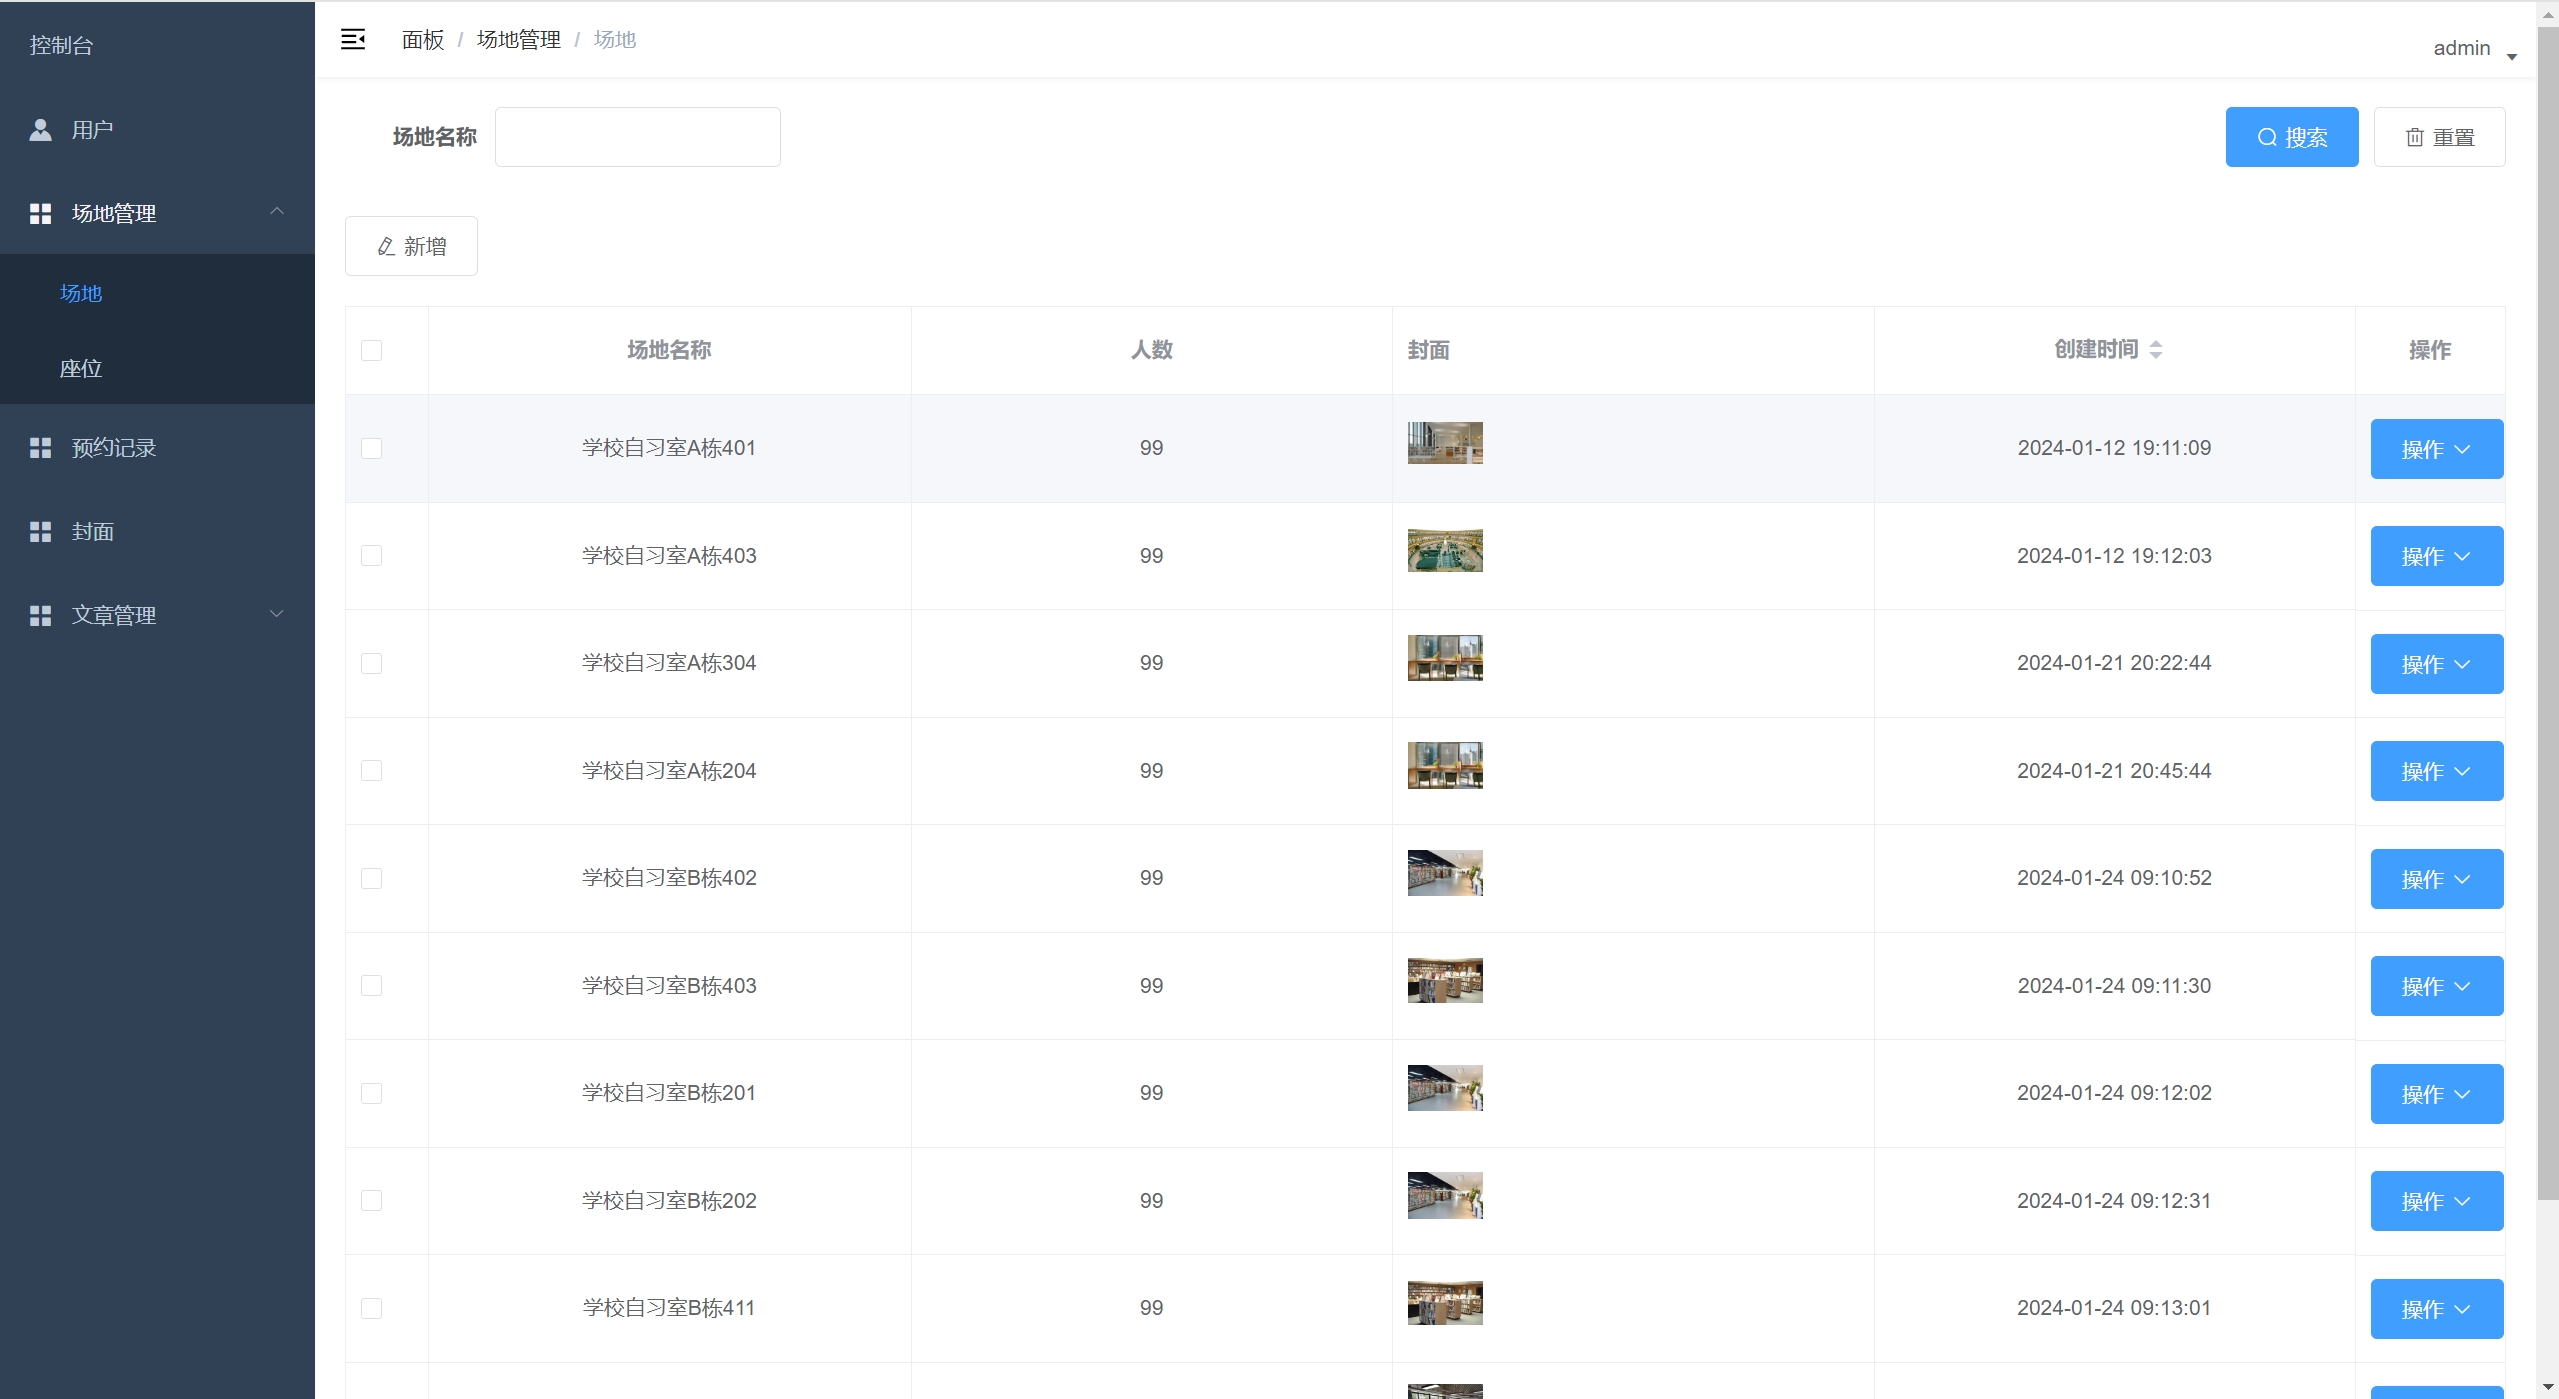 控制台
用户
场地管理
场地
座位
预约记录
封面
文章管理
面板 / 场地管理 / 场地
admin
场地名称
搜索
重置
新增
场地名称 人数 封面 创建时间 操作
学校自习室A栋401 99 2024-01-12 19:11:09 操作
学校自习室A栋403 99 2024-01-12 19:12:03 操作
学校自习室A栋304 99 2024-01-21 20:22:44 操作
学校自习室A栋204 99 2024-01-21 20:45:44 操作
学校自习室B栋402 99 2024-01-24 09:10:52 操作
学校自习室B栋403 99 2024-01-24 09:11:30 操作
学校自习室B栋201 99 2024-01-24 09:12:02 操作
学校自习室B栋202 99 2024-01-24 09:12:31 操作
学校自习室B栋411 99 2024-01-24 09:13:01 操作